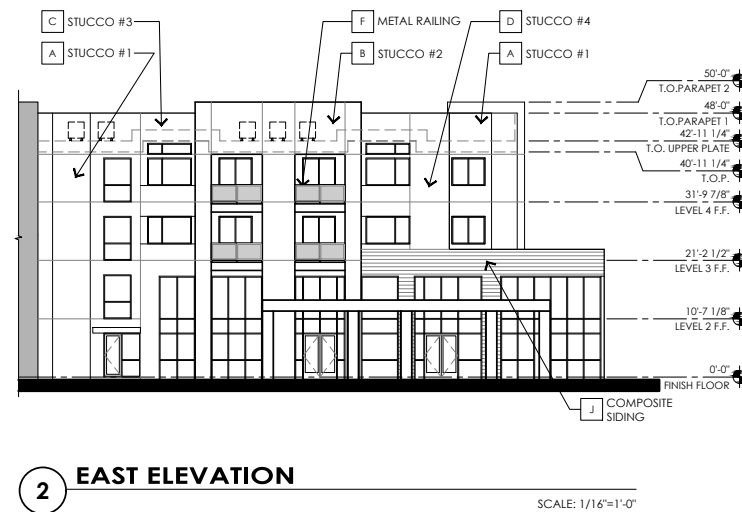 C STUCCO #3
F METAL RAILING
D STUCCO #4
A STUCCO #1
B STUCCO #2
A STUCCO #1
50'-0"
T.O.PARAPET 2
48'-0"
T.O.PARAPET 1
42'-11 1/4"
T.O. UPPER PLATE
40'-11 1/4"
T.O.P.
31'-9 7/8"
LEVEL 4 F.F.
21'-2 1/2"
LEVEL 3 F.F.
10'-7 1/8"
LEVEL 2 F.F.
0'-0"
FINISH FLOOR
J COMPOSITE
SIDING
2 EAST ELEVATION
SCALE: 1/16"=1'-0"